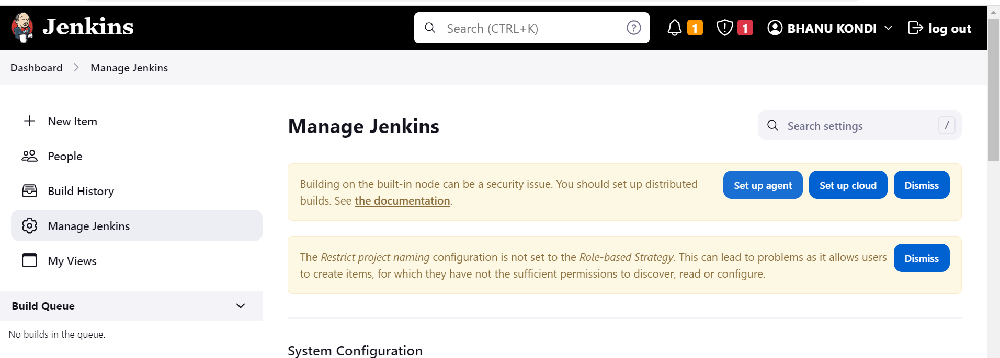 Jenkins
Search (CTRL+K)
?
1
1
BHANU KONDI
log out
Dashboard
Manage Jenkins
New Item
People
Build History
Manage Jenkins
My Views
Build Queue
No builds in the queue.
Manage Jenkins
Search settings
/
Building on the built-in node can be a security issue. You should set up distributed
builds. See the documentation.
Set up agent
Set up cloud
Dismiss
The Restrict project naming configuration is not set to the Role-based Strategy. This can lead to problems as it allows users
to create items, for which they have not the sufficient permissions to discover, read or configure.
Dismiss
System Configuration